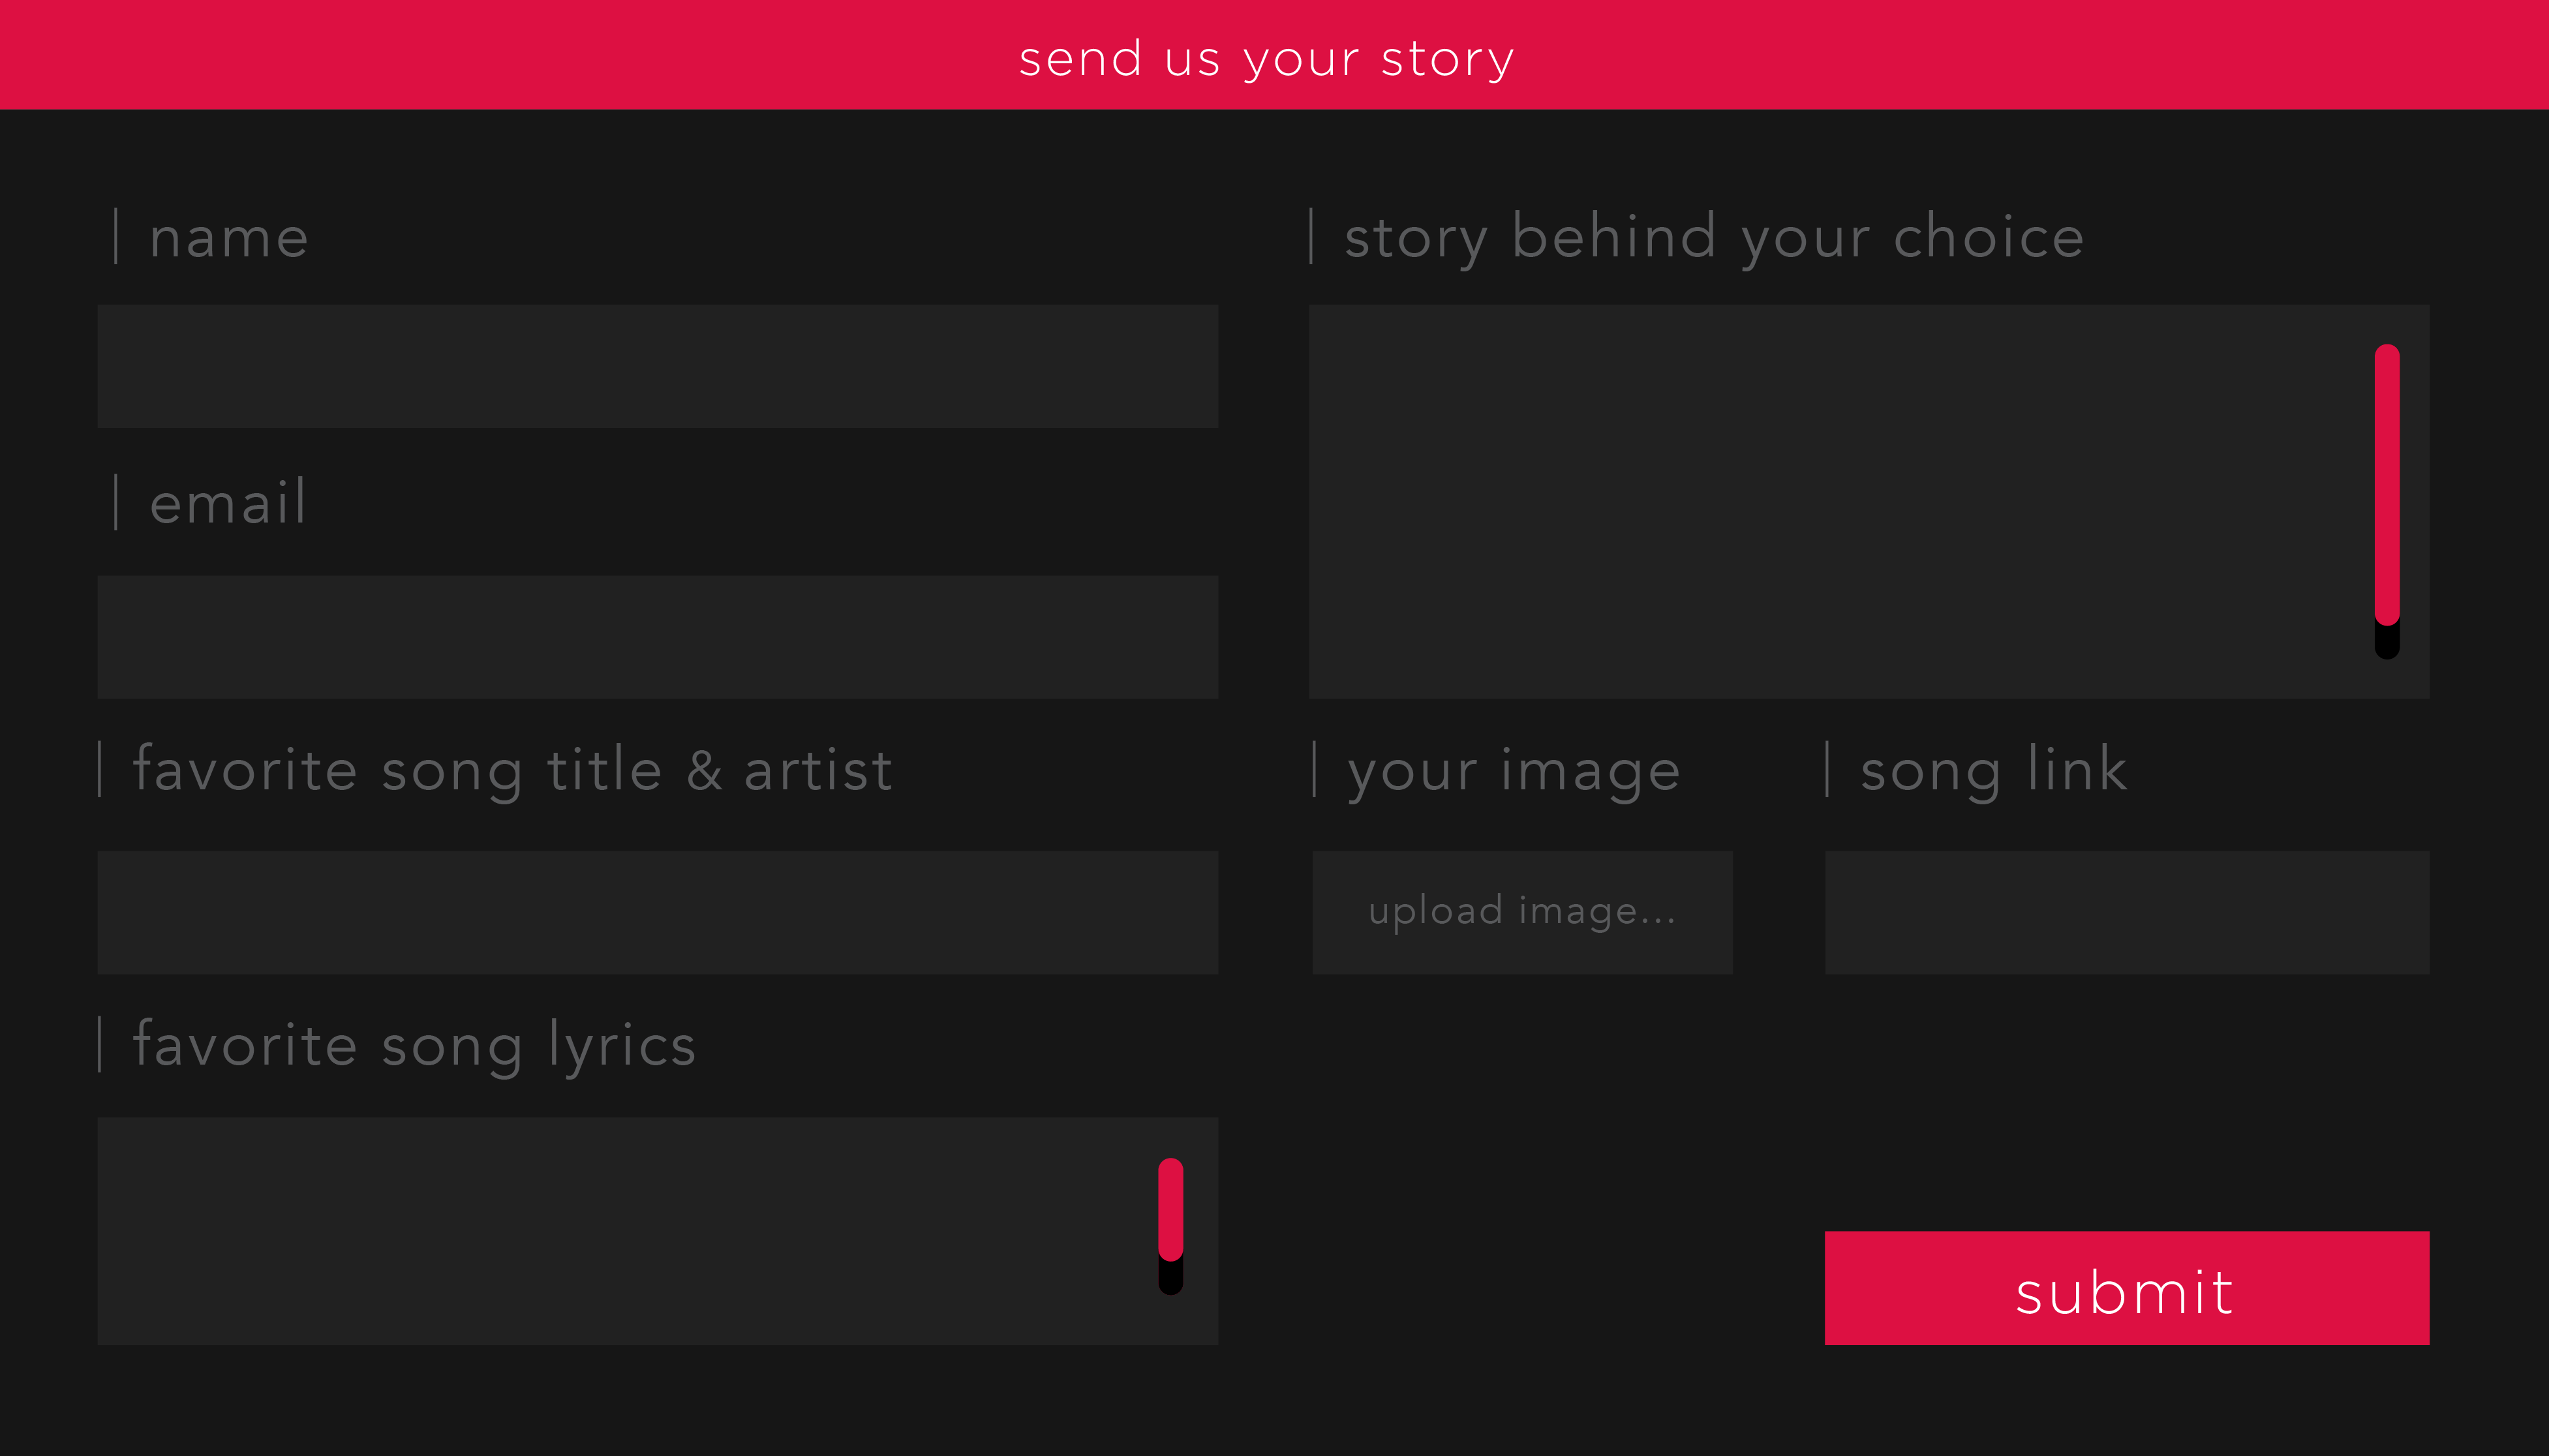 send us your story
name
email
favorite song title & artist
favorite song lyrics
story behind your choice
your image
upload image...
song link
submit